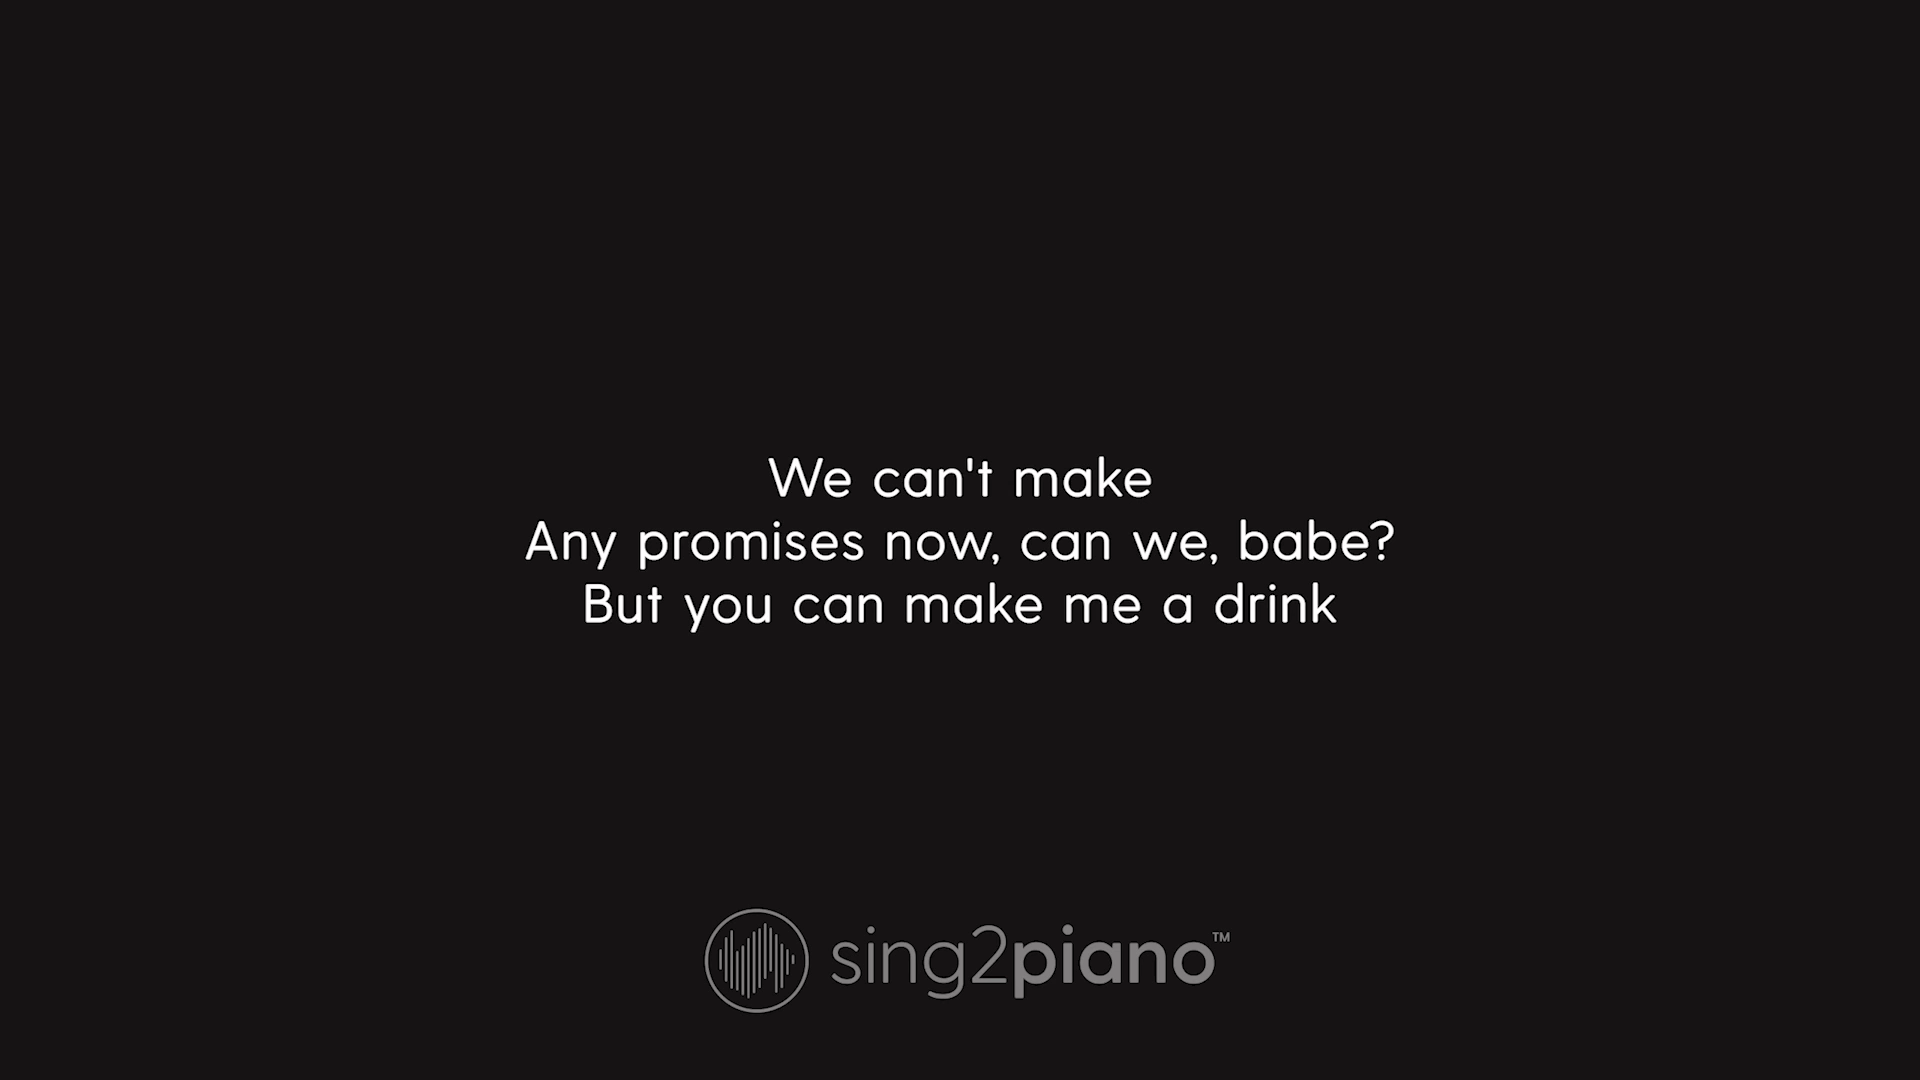 We can't make
Any promises now, can we, babe?
But you can make me a drink
sing2piano™